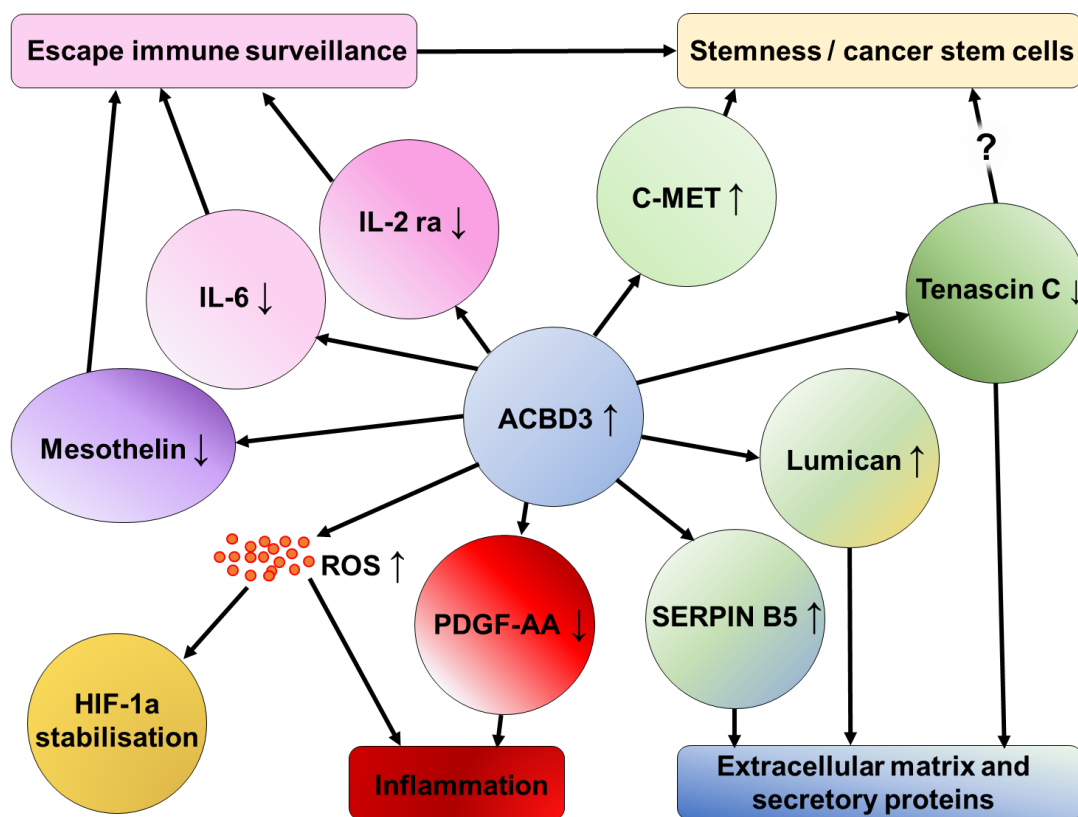 Escape immune surveillance
Stemness / cancer stem cells
?
C-MET ↑
IL-2 ra ↓
IL-6 ↓
Tenascin C ↓
ACBD3 ↑
Mesothelin ↓
Lumican ↑
ROS ↑
PDGF-AA ↓
SERPIN B5 ↑
HIF-1a
stabilisation
Inflammation
Extracellular matrix and
secretory proteins